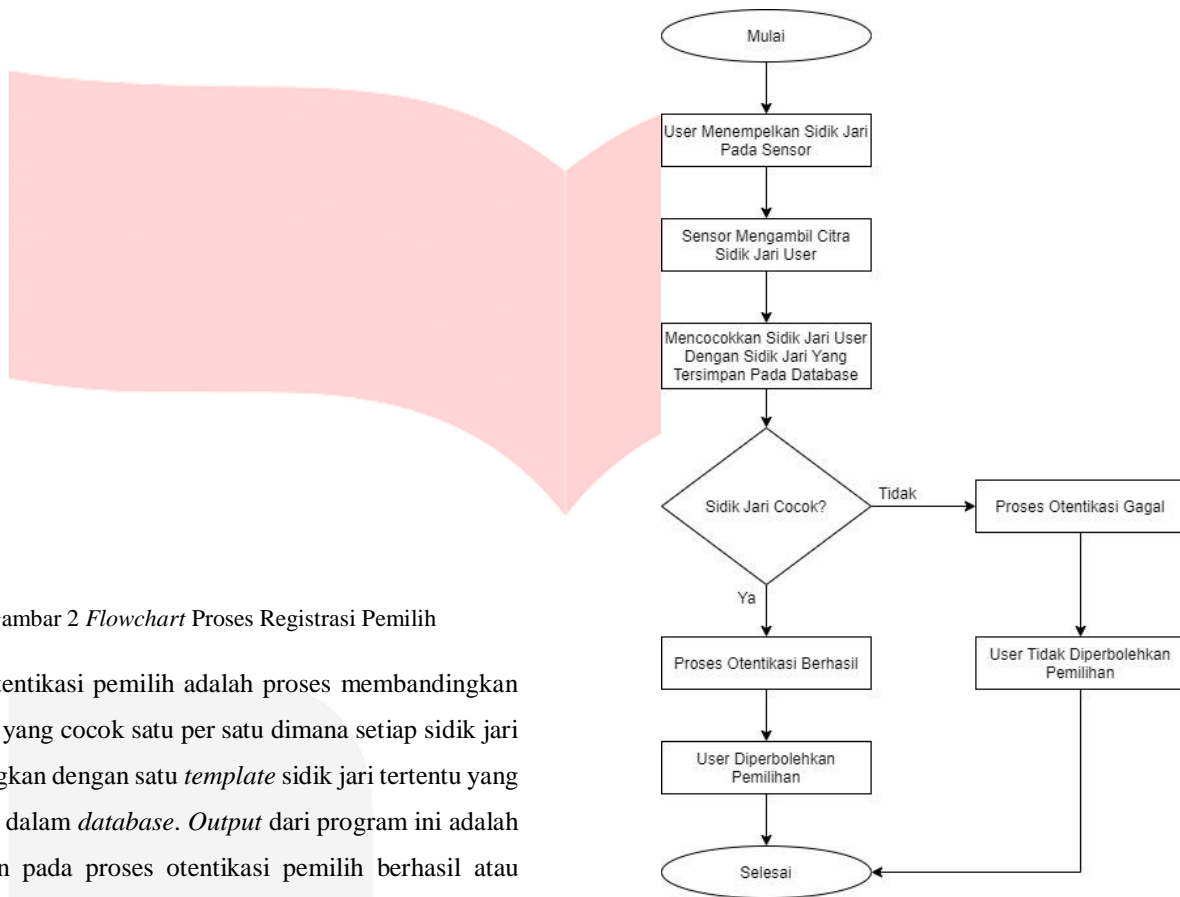 Gambar 2 Flowchart Proses Registrasi Pemilih
yang cocok satu per satu dimana setiap sidik jari
dengan satu template sidik jari tertentu yang
dalam database. Output dari program ini adalah
pada proses otentikasi pemilih berhasil atau
pemilih adalah proses membandingkan
Mulai
User Menempelkan Sidik Jari
Pada Sensor
Sensor Mengambil Citra
Sidik Jari User
Mencocokkan Sidik Jari User
Dengan Sidik Jari Yang
Tersimpan Pada Database
Sidik Jari Cocok?
Tidak
Proses Otentikasi Gagal
Ya
Proses Otentikasi Berhasil
User Tidak Diperbolehkan
Pemilihan
User Diperbolehkan
Pemilihan
Selesai